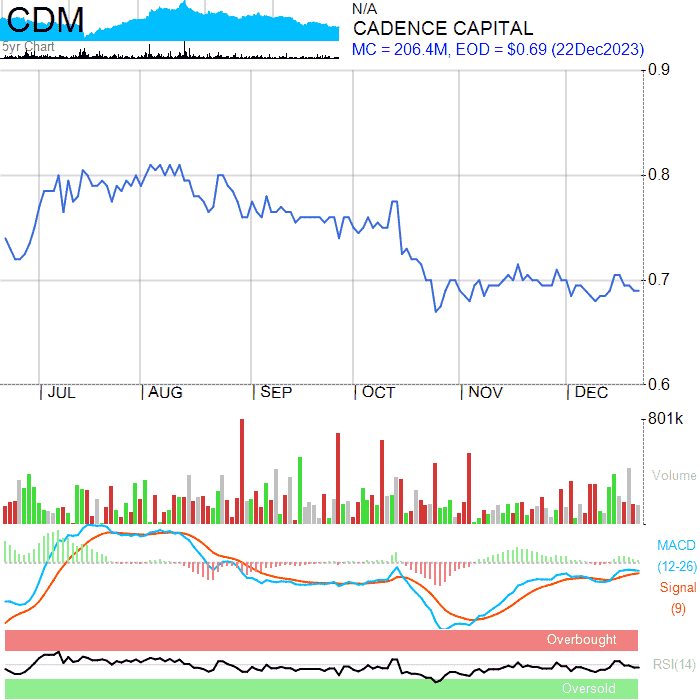 CDM
5yr Chart
N/A
CADENCE CAPITAL
MC = 206.4M, EOD = $0.69 (22Dec2023)
0.9
0.8
0.7
0.6
JUL AUG SEP OCT NOV DEC
801k
Volume
MACD
(12-26)
Signal
(9)
Overbought
RSI(14)
Oversold